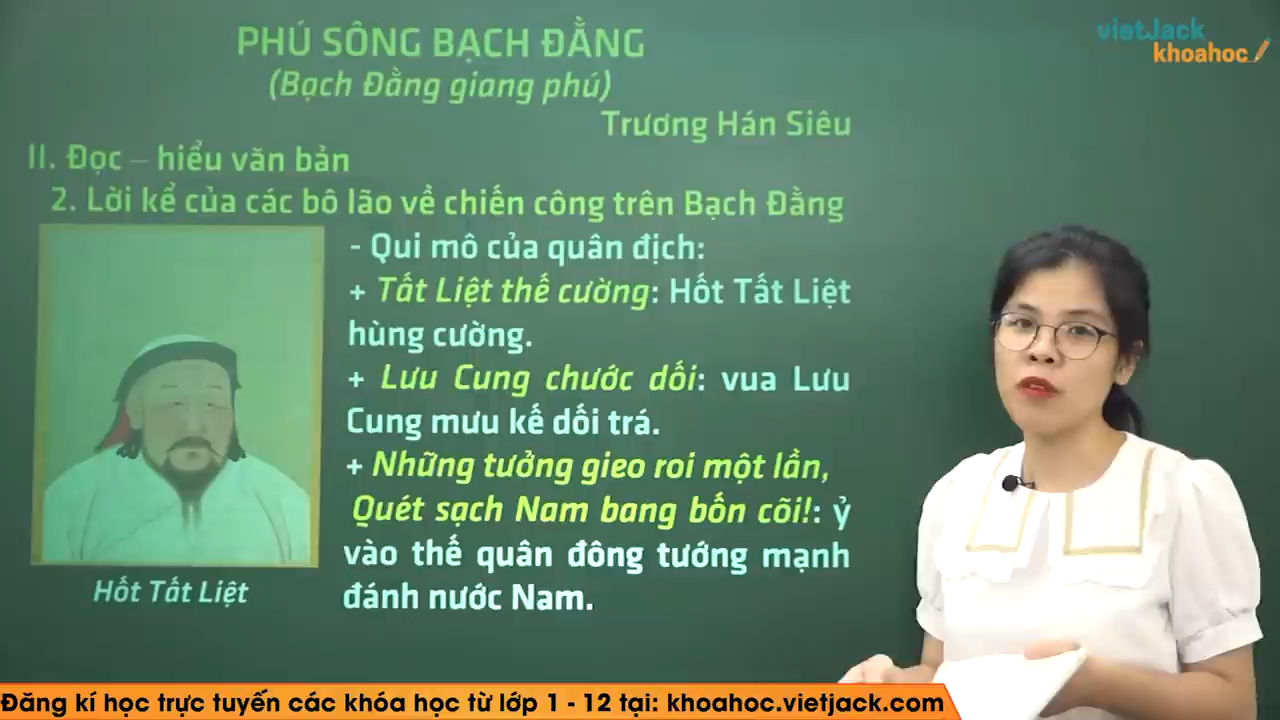 PHÚ SÔNG BẠCH ĐẰNG
(Bạch Đằng giang phú)
Trương Hán Siêu
vietJack
khoahoc
II. Đọc – hiểu văn bản
2. Lời kể của các bô lão về chiến công trên Bạch Đằng
- Qui mô của quân địch:
+ Tất Liệt thế cường: Hốt Tất Liệt
hùng cường.
+ Lưu Cung chước dối: vua Lưu
Cung mưu kế dối trá.
+ Những tưởng gieo roi một lần,
Quét sạch Nam bang bốn cõi!: ỷ
vào thế quân đông tướng mạnh
đánh nước Nam.
Hốt Tất Liệt
Đăng kí học trực tuyến các khóa học từ lớp 1 - 12 tại: khoahoc.vietjack.com